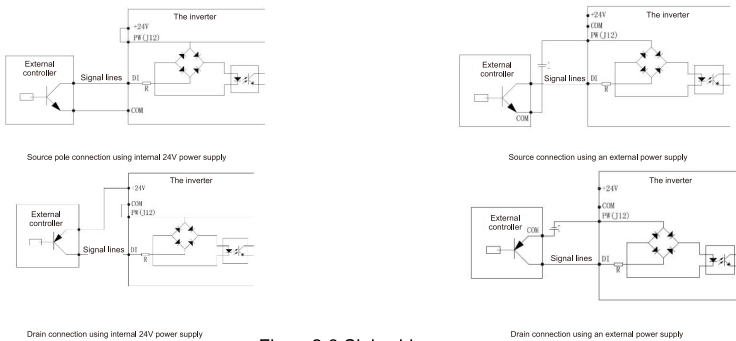 The inverter
+24V
PW(J12)
External
controller
Signal lines
DI
R
COM
Source pole connection using internal 24V power supply
The inverter
+24V
COM
PW(J12)
External
controller
Signal lines
DI
R
COM
Source connection using an external power supply
The inverter
+24V
COM
PW(J12)
External
controller
Signal lines
DI
R
Drain connection using internal 24V power supply
The inverter
+24V
COM
PW(J12)
External
controller
COM
Signal lines
DI
R
Drain connection using an external power supply